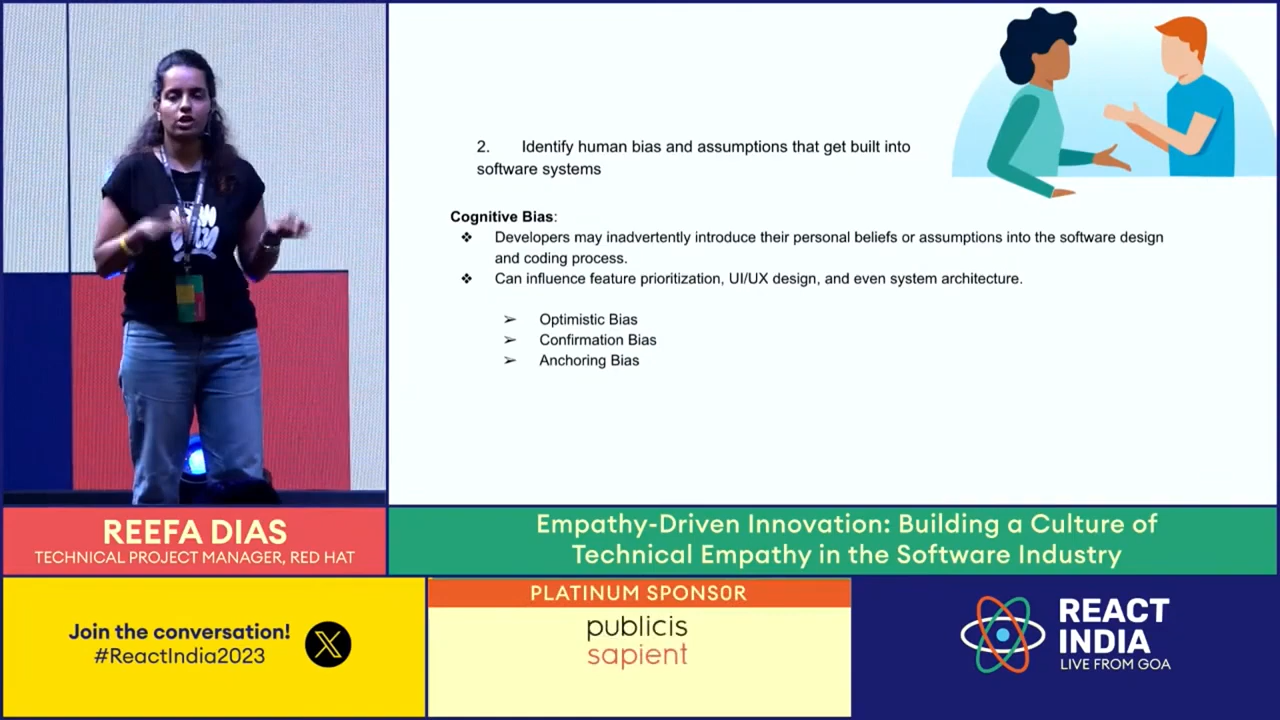 2. Identify human bias and assumptions that get built into
software systems
Cognitive Bias:
❖ Developers may inadvertently introduce their personal beliefs or assumptions into the software design
and coding process.
❖ Can influence feature prioritization, UI/UX design, and even system architecture.
➢ Optimistic Bias
➢ Confirmation Bias
➢ Anchoring Bias
REEFA DIAS
TECHNICAL PROJECT MANAGER, RED HAT
Empathy-Driven Innovation: Building a Culture of
Technical Empathy in the Software Industry
Join the conversation!
#ReactIndia2023
X
PLATINUM SPONSOR
publicis
sapient
REACT
INDIA
LIVE FROM GOA